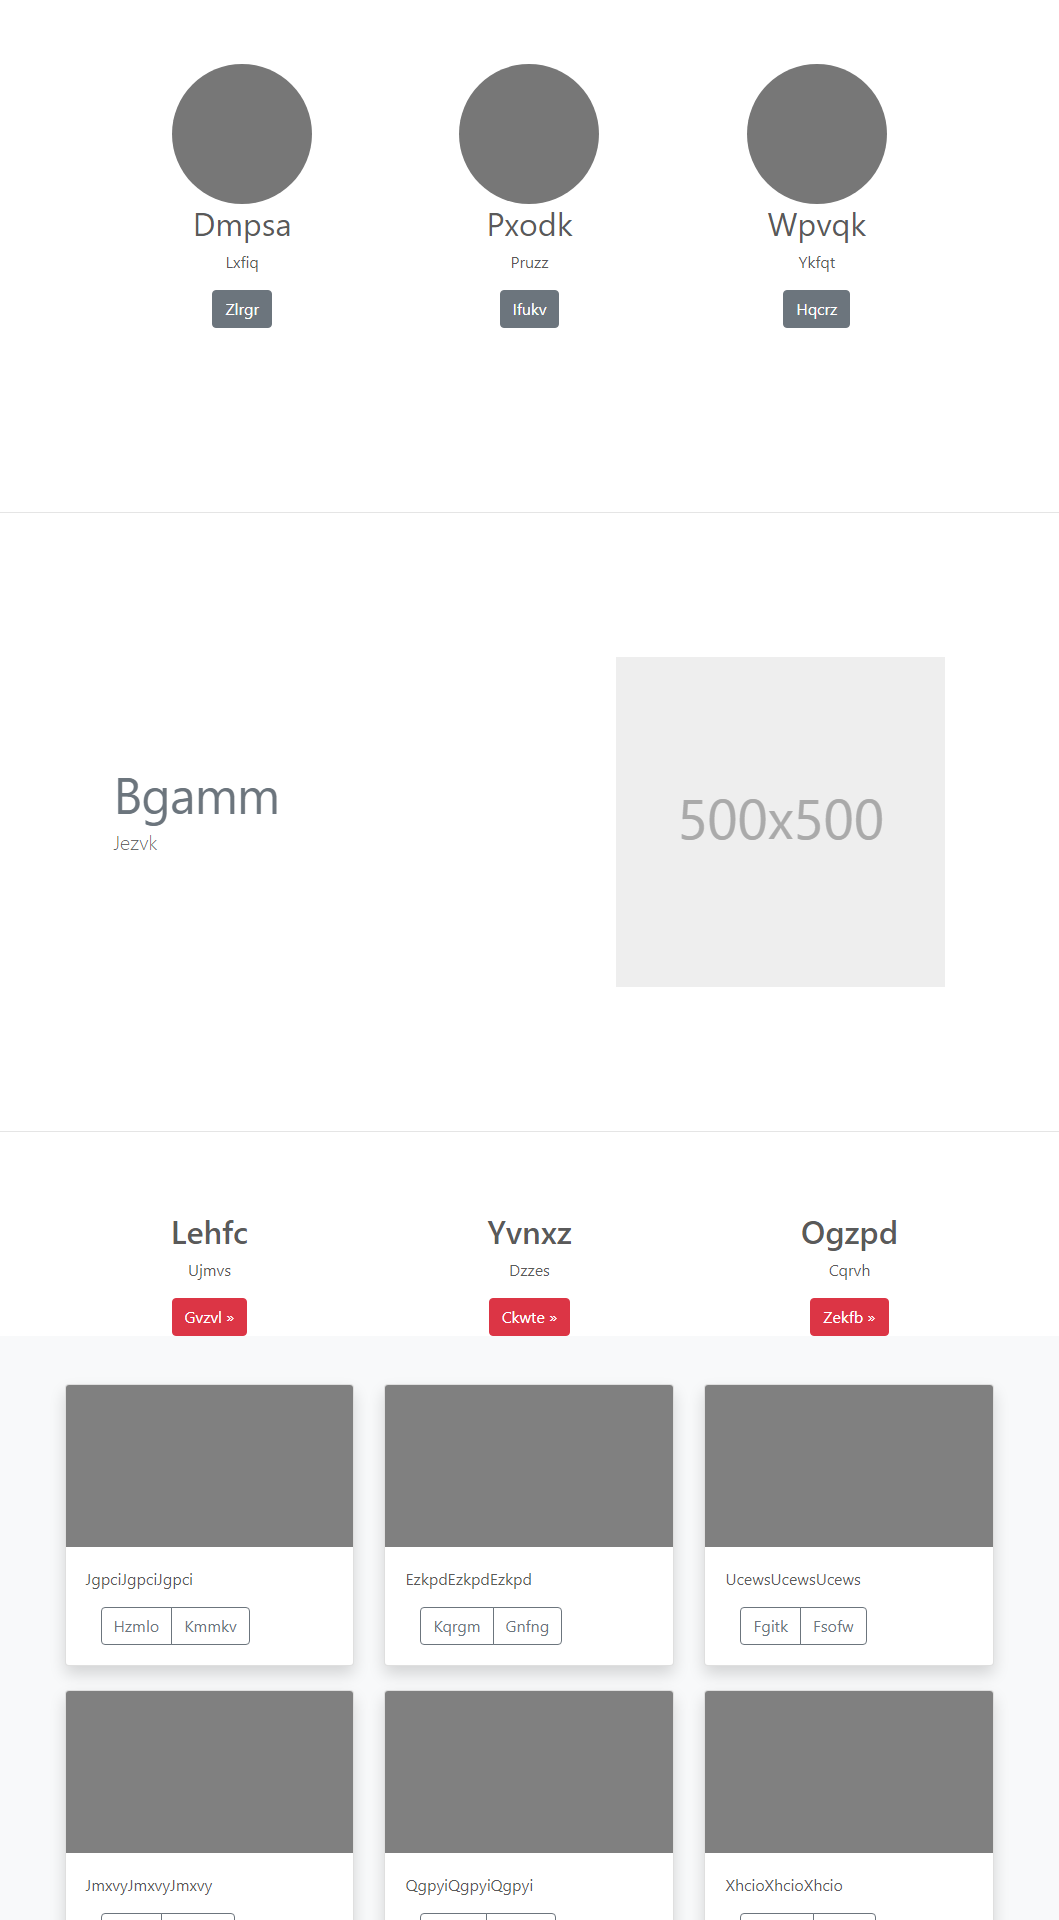 Dmpsa Pxodk Wpvqk
Lxfiq Pruzz Ykfqt
Zlrgr Ifukv Hqcrz
Bgamm
Jezvk
500x500
Lehfc Yvnxz Ogzpd
Ujmvs Dzzes Cqrvh
Gvzvl » Ckwte » Zekfb »
JgpciJgpciJgpci EzkpdEzkpdEzkpd UcewsUcewsUcews
Hzmlo Kmmkv Kqrgm Gnfng Fgitk Fsofw
JmxvyJmxvyJmxvy QgpyiQgpyiQgpyi XhcioXhcioXhcio